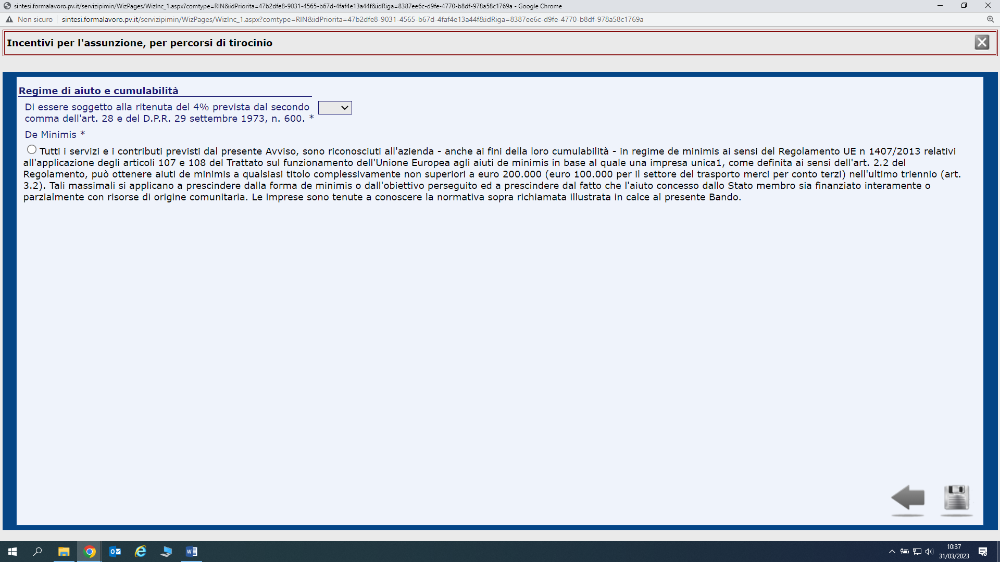 sintesi.formalavoro.pv.it/servizipimin/WizPages/WizInc_1.aspx?comtype=RIN&idPriorita=47b2dfe8-9031-4565-b67d-4faf4e13a44f&idRiga=8387ee6c-d9fe-4770-b8df-978a58c1769a - Google Chrome
Non sicuro | sintesi.formalavoro.pv.it/servizipimin/WizPages/WizInc_1.aspx?comtype=RIN&idPriorita=47b2dfe8-9031-4565-b67d-4faf4e13a44f&idRiga=8387ee6c-d9fe-4770-b8df-978a58c1769a
Incentivi per l'assunzione, per percorsi di tirocinio
Regime di aiuto e cumulabilità
Di essere soggetto alla ritenuta del 4% prevista dal secondo
comma dell'art. 28 e del D.P.R. 29 settembre 1973, n. 600. *
De Minimis *
Tutti i servizi e i contributi previsti dal presente Avviso, sono riconosciuti all'azienda - anche ai fini della loro cumulabilità - in regime de minimis ai sensi del Regolamento UE n 1407/2013 relativi
all'applicazione degli articoli 107 e 108 del Trattato sul funzionamento dell'Unione Europea agli aiuti de minimis in base al quale una impresa unica1, come definita ai sensi dell'art. 2.2 del
Regolamento, può ottenere aiuti de minimis a qualsiasi titolo complessivamente non superiori a euro 200.000 (euro 100.000 per il settore del trasporto merci per conto terzi) nell'ultimo triennio (art.
3.2). Tali massimali si applicano a prescindere dalla forma de minimis o dall'obiettivo perseguito ed a prescindere dal fatto che l'aiuto concesso dallo Stato membro sia finanziato interamente o
parzialmente con risorse di origine comunitaria. Le imprese sono tenute a conoscere la normativa sopra richiamata illustrata in calce al presente Bando.
10:37
31/03/2023